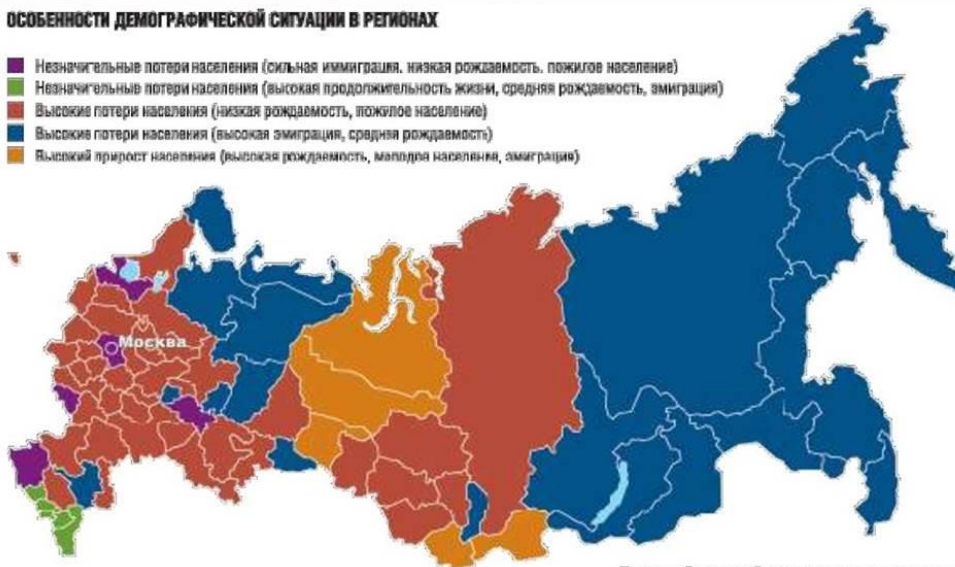 ОСОБЕННОСТИ ДЕМОГРАФИЧЕСКОЙ СИТУАЦИИ В РЕГИОНАХ
Незначительные потери населения (сильная иммиграция, низкая рождаемость, пожилое население)
Незначительные потери населения (высокая продолжительность жизни, средняя рождаемость, эмиграция)
Высокие потери населения (низкая рождаемость, пожилое население)
Высокие потери населения (высокая эмиграция, средняя рождаемость)
Высокий прирост населения (высокая рождаемость, молодое население, эмиграция)
Москва